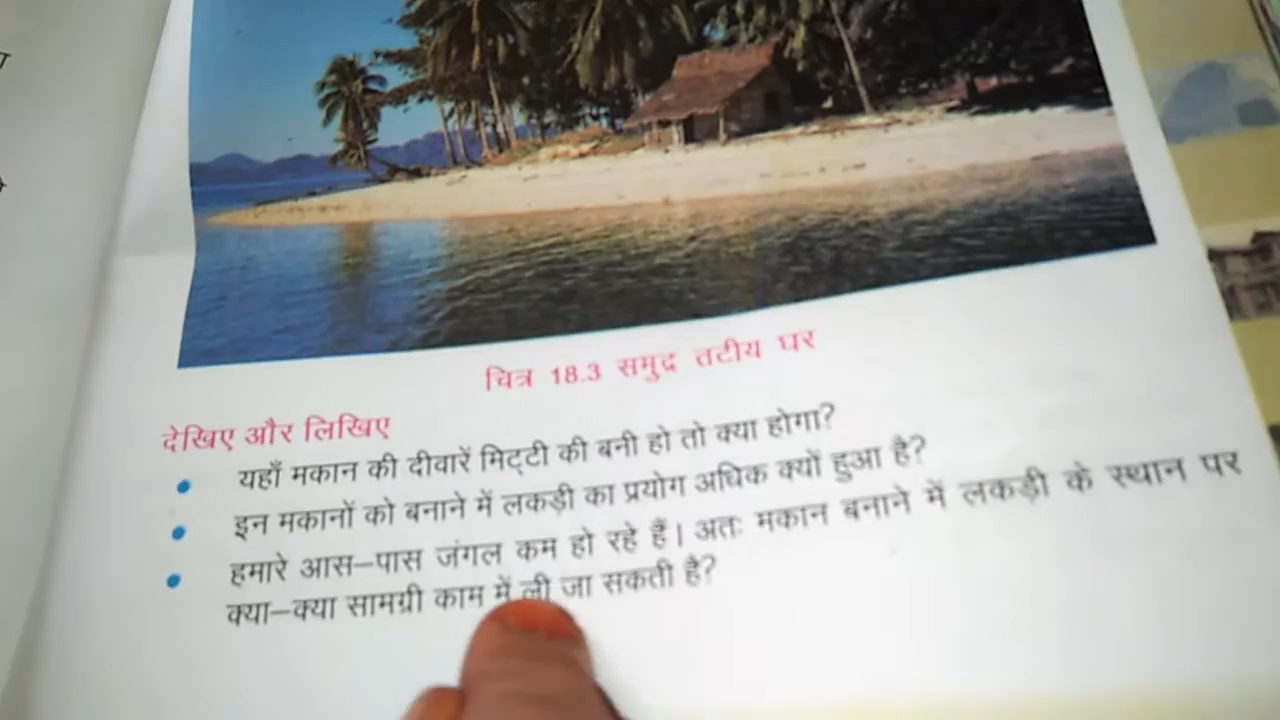 चित्र 18.3 समुद्र तटीय घर
देखिए और लिखिए
• यहाँ मकान की दीवारें मिट्टी की बनी हो तो क्या होगा?
• इन मकानों को बनाने में लकड़ी का प्रयोग अधिक क्यों हुआ है?
• हमारे आस–पास जंगल कम हो रहे हैं। अतः मकान बनाने में लकड़ी के स्थान पर
क्या–क्या सामग्री काम में ली जा सकती है?